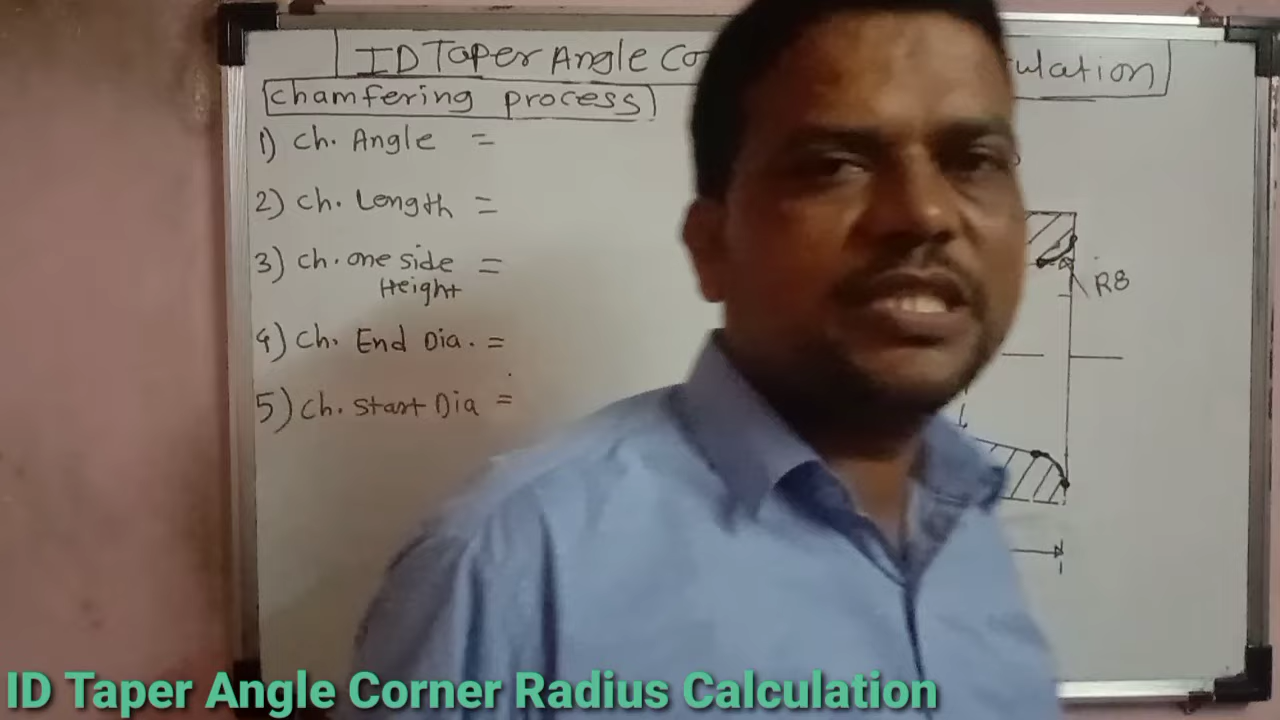 ID Taper Angle Co ulation
Chamfering process
1) Ch. Angle =
2) Ch. Length =
3) Ch. one side =
Height
4) Ch. End Dia. =
5) Ch. Start Dia =
R8
ID Taper Angle Corner Radius Calculation